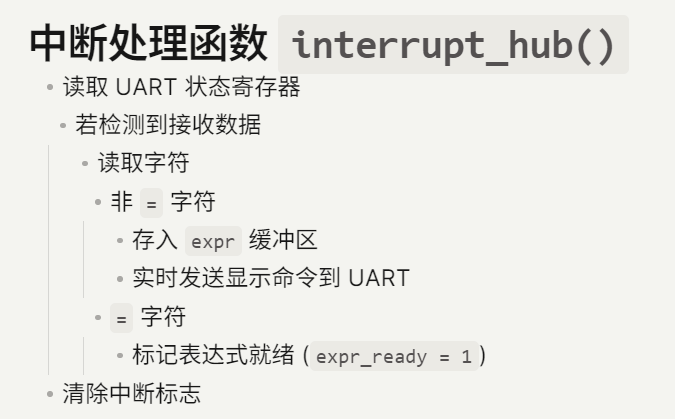 中断处理函数 interrupt_hub()
读取 UART 状态寄存器
若检测到接收数据
读取字符
非 = 字符
存入 expr 缓冲区
实时发送显示命令到 UART
= 字符
标记表达式就绪 (expr_ready = 1)
清除中断标志